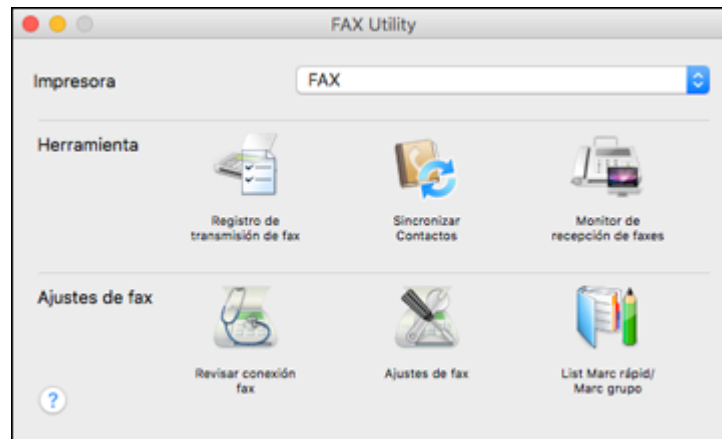 FAX Utility
Impresora
FAX
Herramienta
Registro de
transmisión de fax
Sincronizar
Contactos
Monitor de
recepción de faxes
Ajustes de fax
Revisar conexión
fax
Ajustes de fax
List Marc rápid/
Marc grupo
?